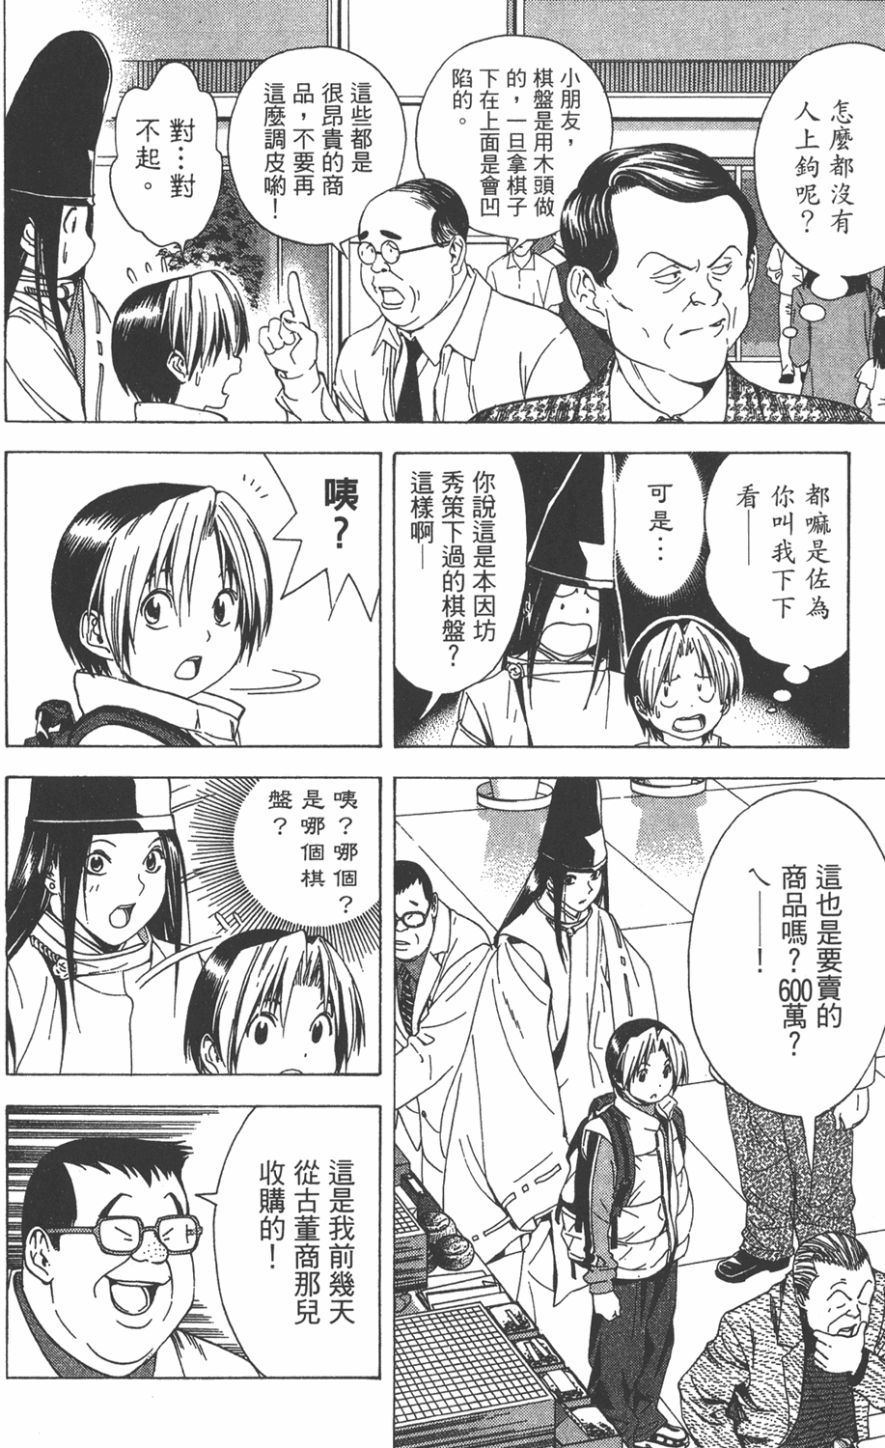 怎麼都沒有
人上鉤呢？
小朋友，
棋盤是用木頭做
的，一旦拿棋子
下在上面是會凹
陷的。
這些都是
很昂貴的商
品，不要再
這麼調皮喲！
對…對
不起。
都嘛是佐為
你叫我下下
看——
可是…
你說這是本因坊
秀策下過的棋盤？
這樣啊—
咦？
這也是要賣的
商品嗎？600萬？
ㄟ——！
咦？哪個？
是哪個棋
盤？
這是我前幾天
從古董商那兒
收購的！